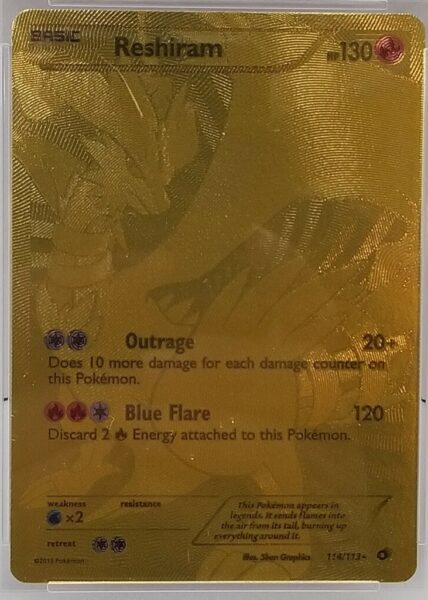 BASIC Reshiram HP130
Outrage 20+
Does 10 more damage for each damage counter on
this Pokémon.
Blue Flare 120
Discard 2 Energy attached to this Pokémon.
weakness resistance
×2
retreat
This Pokémon appears in
legends. It sends flames into
the air from its tail, burning up
everything around it.
©2013 Pokémon Illus. Shen Graphics 114/113